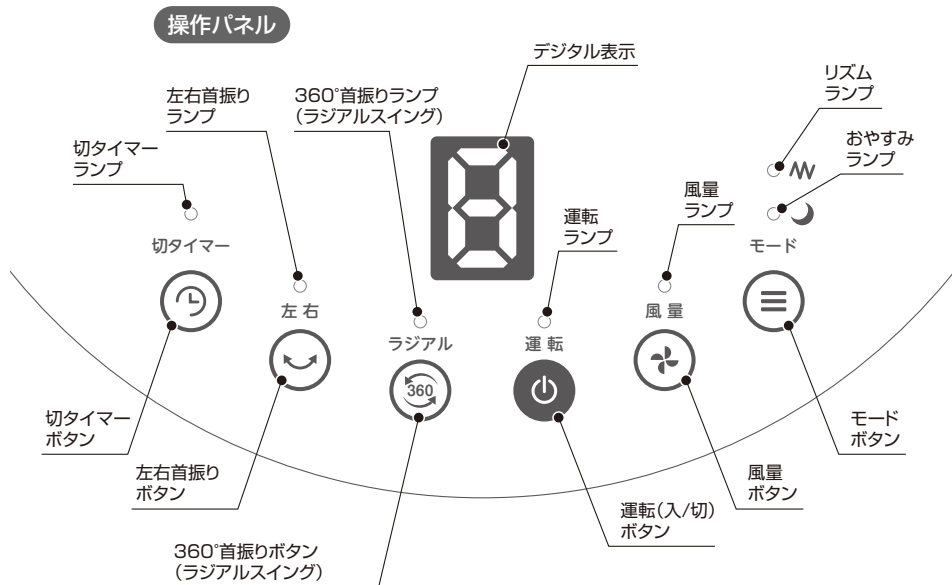 操作パネル
デジタル表示
リズム
ランプ
左右首振り
ランプ
360°首振りランプ
（ラジアルスイング）
おやすみ
ランプ
切タイマー
ランプ
風量
ランプ
運転
ランプ
切タイマー
モード
左右
風量
ラジアル
運転
360
切タイマー
ボタン
モード
ボタン
左右首振り
ボタン
風量
ボタン
運転（入/切）
ボタン
360°首振りボタン
（ラジアルスイング）